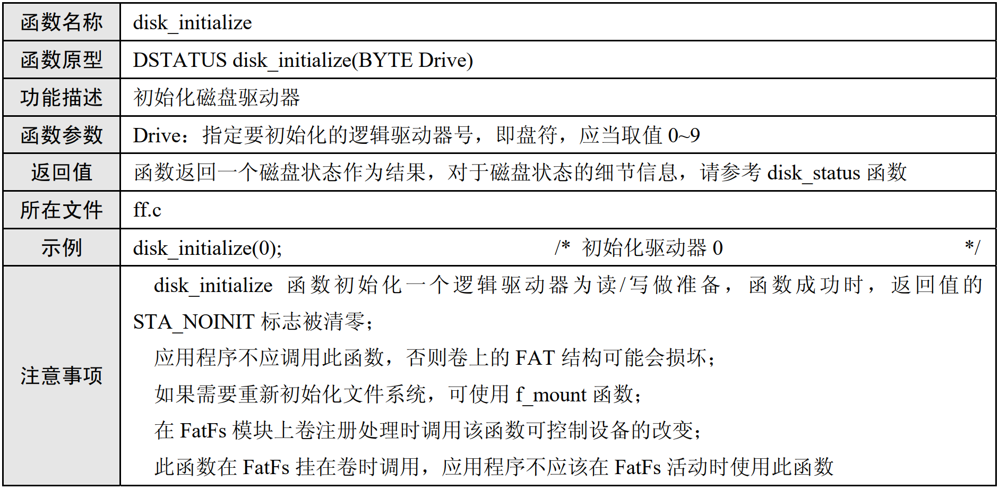 函数名称 disk_initialize
函数原型 DSTATUS disk_initialize(BYTE Drive)
功能描述 初始化磁盘驱动器
函数参数 Drive：指定要初始化的逻辑驱动器号，即盘符，应当取值 0~9
返回值 函数返回一个磁盘状态作为结果，对于磁盘状态的细节信息，请参考 disk_status 函数
所在文件 ff.c
示例 disk_initialize(0); /* 初始化驱动器 0 */
注意事项
disk_initialize 函数初始化一个逻辑驱动器为读/写做准备，函数成功时，返回值的
STA_NOINIT 标志被清零；
应用程序不应调用此函数，否则卷上的 FAT 结构可能会损坏；
如果需要重新初始化文件系统，可使用 f_mount 函数；
在 FatFs 模块上卷注册处理时调用该函数可控制设备的改变；
此函数在 FatFs 挂在卷时调用，应用程序不应该在 FatFs 活动时使用此函数